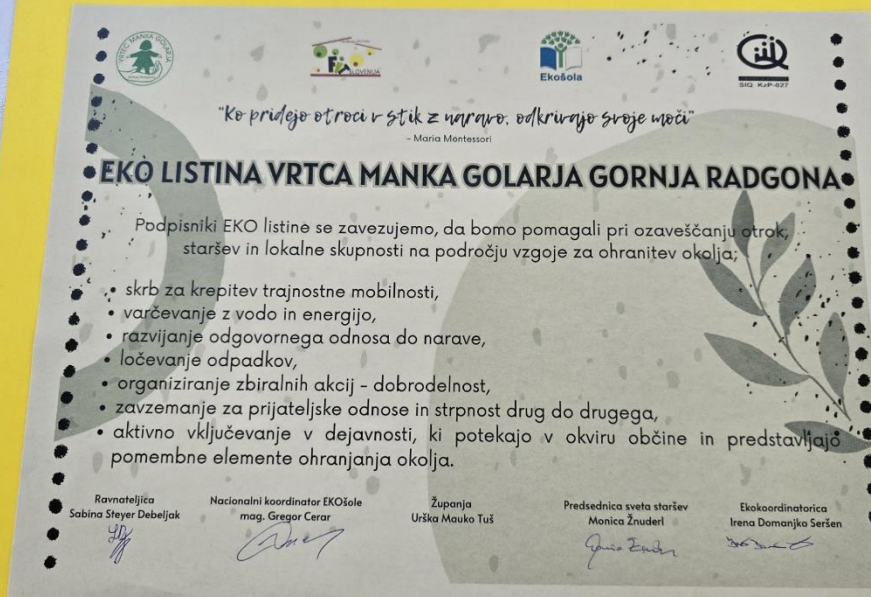 VRTEC MANKA GOLARJA
SLOVENIJA
Ekošola
SIQ KzP-027
"Ko pridejo otroci v stik z naravo, odkrivajo svoje moči"
- Maria Montessori
EKO LISTINA VRTCA MANKA GOLARJA GORNJA RADGONA
Podpisniki EKO listine se zavezujemo, da bomo pomagali pri ozaveščanju otrok,
staršev in lokalne skupnosti na področju vzgoje za ohranitev okolja;
• skrb za krepitev trajnostne mobilnosti,
• varčevanje z vodo in energijo,
• razvijanje odgovornega odnosa do narave,
• ločevanje odpadkov,
• organiziranje zbiralnih akcij - dobrodelnost,
• zavzemanje za prijateljske odnose in strpnost drug do drugega,
• aktivno vključevanje v dejavnosti, ki potekajo v okviru občine in predstavljajo
pomembne elemente ohranjanja okolja.
Ravnateljica
Sabina Steyer Debeljak
Nacionalni koordinator EKOšole
mag. Gregor Cerar
Županja
Urška Mauko Tuš
Predsednica sveta staršev
Monica Žnuderl
Ekokoordinatorica
Irena Domanjko Seršen